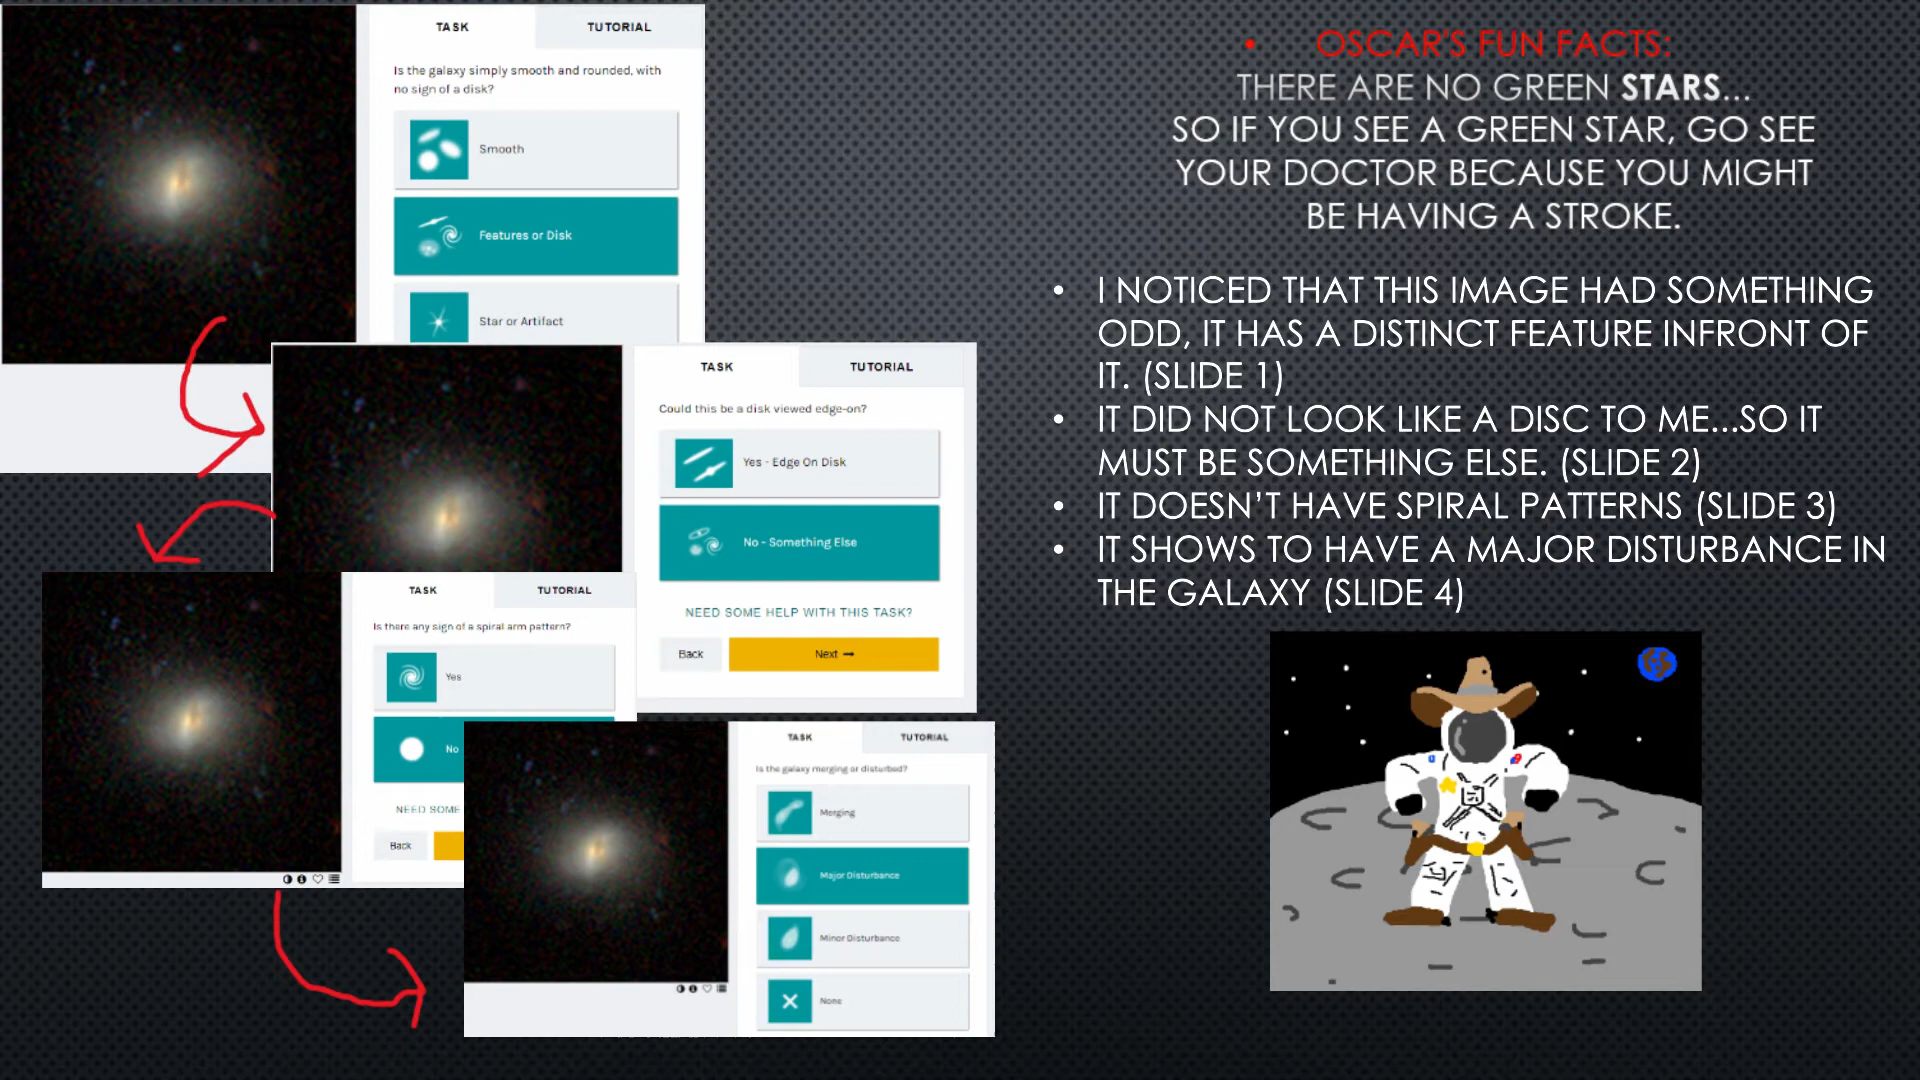 TASK
TUTORIAL
Is the galaxy simply smooth and rounded, with
no sign of a disk?
Smooth
Features or Disk
Star or Artifact
TASK
TUTORIAL
Could this be a disk viewed edge-on?
Yes - Edge On Disk
No - Something Else
NEED SOME HELP WITH THIS TASK?
Back
Next
TASK
TUTORIAL
Is there any sign of a spiral arm pattern?
Yes
No
NEED SOME
Back
TASK
TUTORIAL
Is the galaxy merging or disturbed?
Merging
Major Disturbance
Minor Disturbance
None
• OSCAR'S FUN FACTS:
THERE ARE NO GREEN STARS...
SO IF YOU SEE A GREEN STAR, GO SEE
YOUR DOCTOR BECAUSE YOU MIGHT
BE HAVING A STROKE.
• I NOTICED THAT THIS IMAGE HAD SOMETHING
ODD, IT HAS A DISTINCT FEATURE INFRONT OF
IT. (SLIDE 1)
• IT DID NOT LOOK LIKE A DISC TO ME...SO IT
MUST BE SOMETHING ELSE. (SLIDE 2)
• IT DOESN'T HAVE SPIRAL PATTERNS (SLIDE 3)
• IT SHOWS TO HAVE A MAJOR DISTURBANCE IN
THE GALAXY (SLIDE 4)